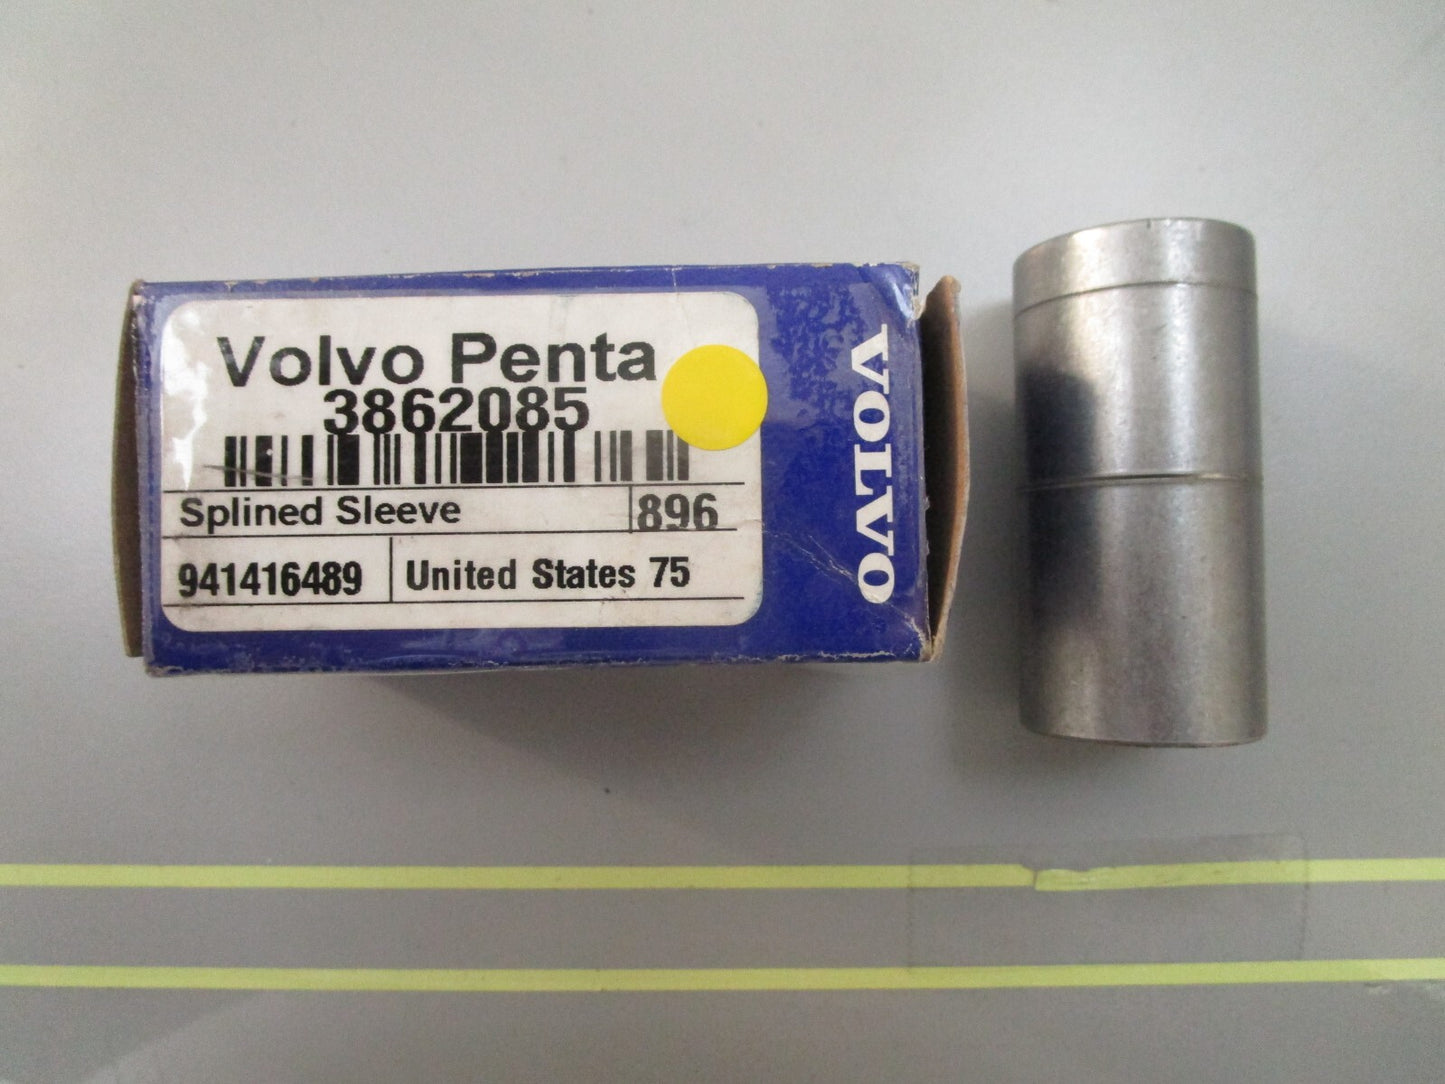 Volvo Penta
3862085
Splined Sleeve 896
941416489 United States 75
VOLVO